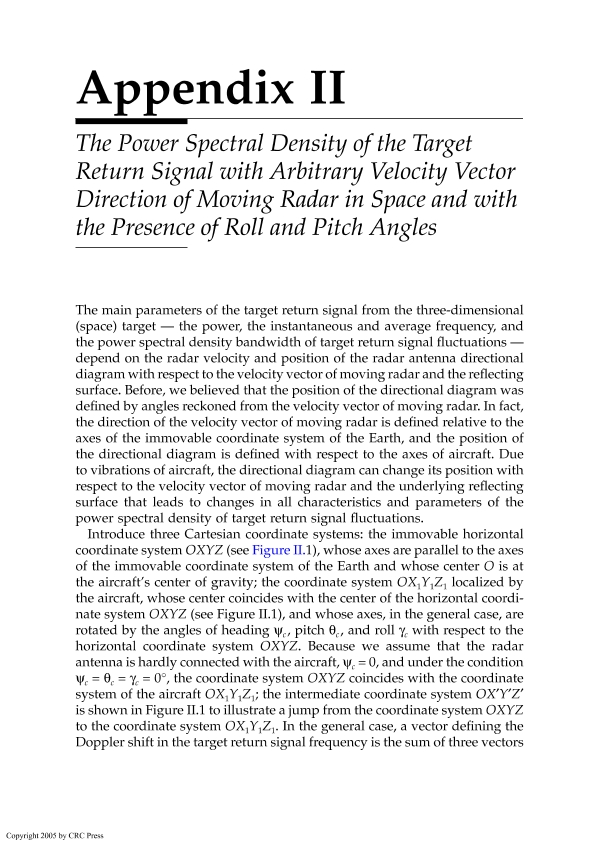 Appendix II
The Power Spectral Density of the Target
Return Signal with Arbitrary Velocity Vector
Direction of Moving Radar in Space and with
the Presence of Roll and Pitch Angles
The main parameters of the target return signal from the three-dimensional
(space) target — the power, the instantaneous and average frequency, and
the power spectral density bandwidth of target return signal fluctuations —
depend on the radar velocity and position of the radar antenna directional
diagram with respect to the velocity vector of moving radar and the reflecting
surface. Before, we believed that the position of the directional diagram was
defined by angles reckoned from the velocity vector of moving radar. In fact,
the direction of the velocity vector of moving radar is defined relative to the
axes of the immovable coordinate system of the Earth, and the position of
the directional diagram is defined with respect to the axes of aircraft. Due
to vibrations of aircraft, the directional diagram can change its position with
respect to the velocity vector of moving radar and the underlying reflecting
surface that leads to changes in all characteristics and parameters of the
power spectral density of target return signal fluctuations.
Introduce three Cartesian coordinate systems: the immovable horizontal
coordinate system OXYZ (see Figure II.1), whose axes are parallel to the axes
of the immovable coordinate system of the Earth and whose center O is at
the aircraft's center of gravity; the coordinate system OX₁Y₁Z₁ localized by
the aircraft, whose center coincides with the center of the horizontal coordi-
nate system OXYZ (see Figure II.1), and whose axes, in the general case, are
rotated by the angles of heading ψc, pitch θc, and roll γc with respect to the
horizontal coordinate system OXYZ. Because we assume that the radar
antenna is hardly connected with the aircraft, ψc = 0, and under the condition
ψc = θc = γc = 0°, the coordinate system OXYZ coincides with the coordinate
system of the aircraft OX₁Y₁Z₁; the intermediate coordinate system OX′Y′Z′
is shown in Figure II.1 to illustrate a jump from the coordinate system OXYZ
to the coordinate system OX₁Y₁Z₁. In the general case, a vector defining the
Doppler shift in the target return signal frequency is the sum of three vectors
Copyright 2005 by CRC Press